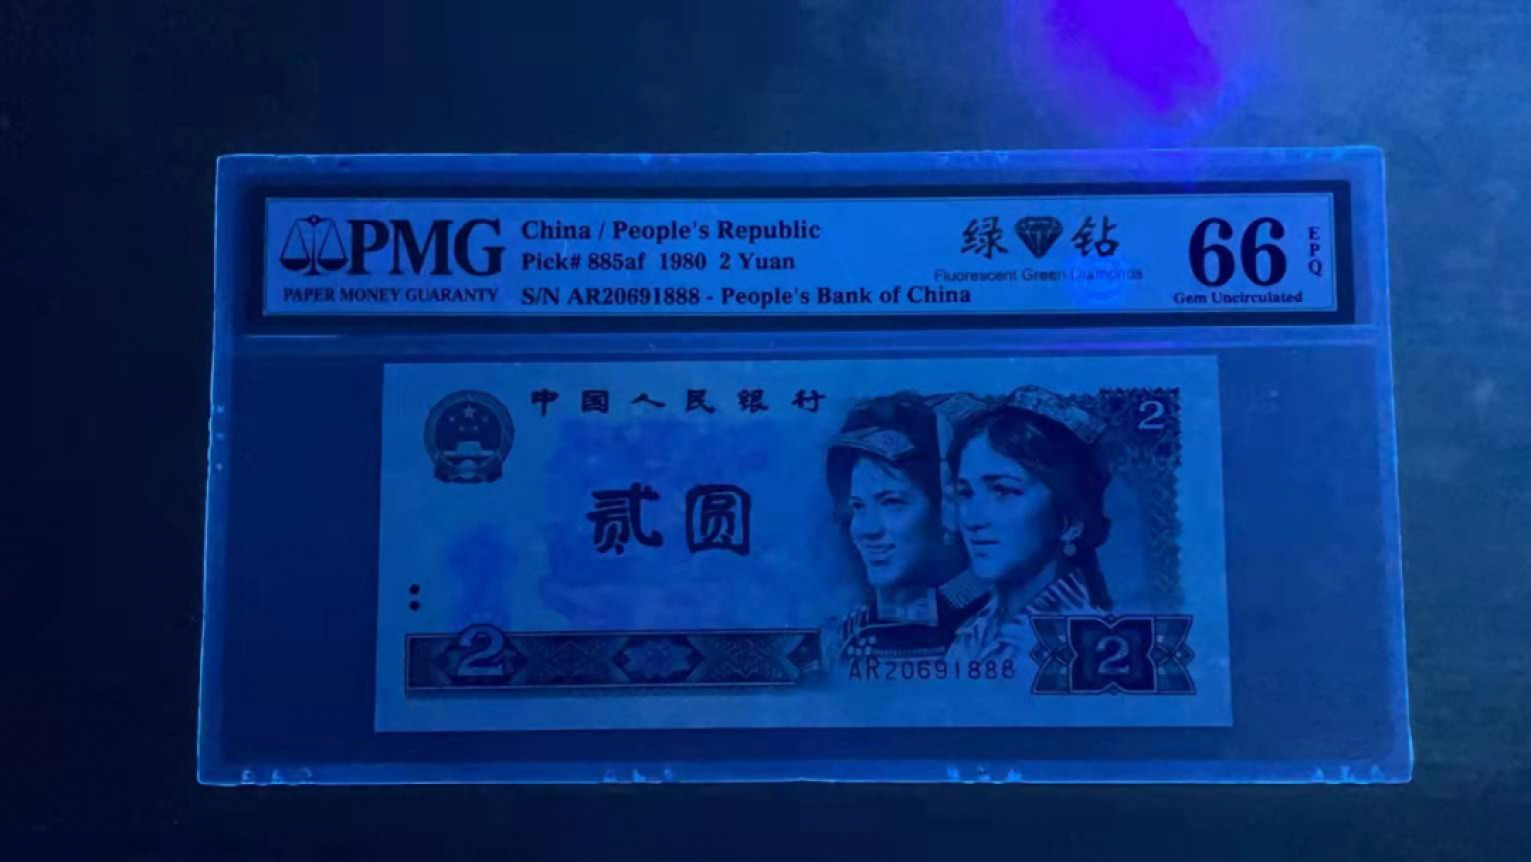 PMG
PAPER MONEY GUARANTY
China / People's Republic
Pick# 885af 1980 2 Yuan
S/N AR20691888 - People's Bank of China
绿 钻
Fluorescent Green Diamonds
66
EPQ
Gem Uncirculated
中国人民银行
2
贰圆
2
AR20691888
2